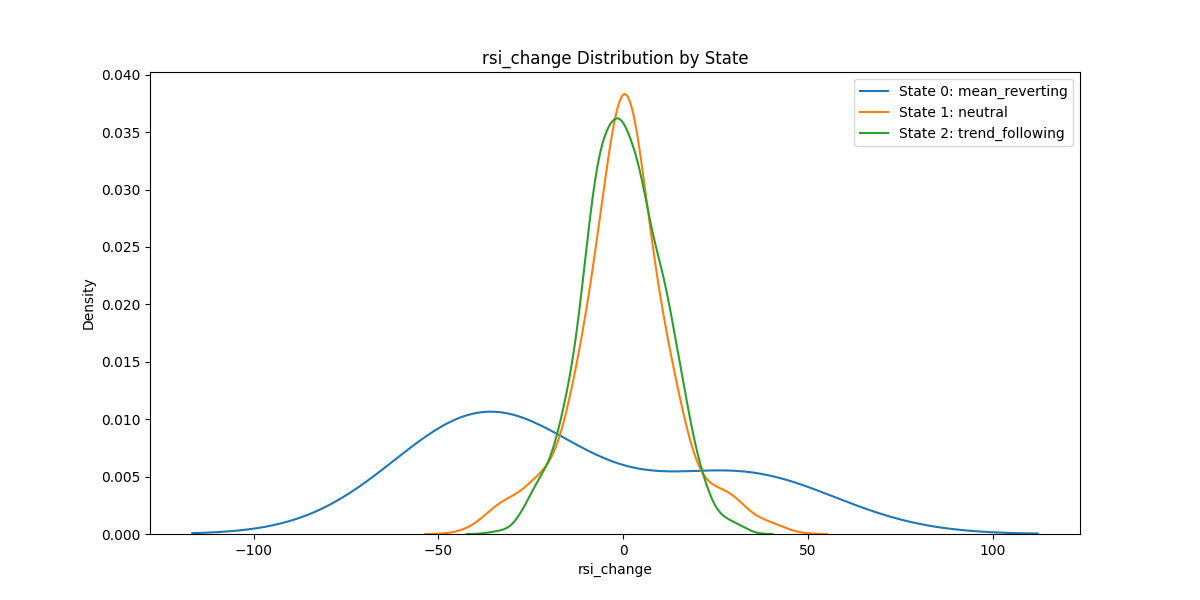 rsi_change Distribution by State
State 0: mean_reverting
State 1: neutral
State 2: trend_following
Density
0.040
0.035
0.030
0.025
0.020
0.015
0.010
0.005
0.000
−100
−50
0
50
100
rsi_change